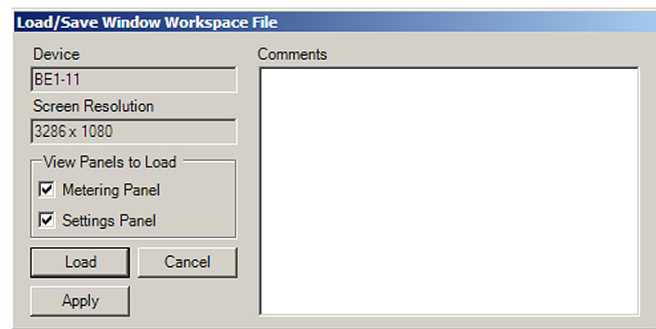 Load/Save Window Workspace File
Device
BE1-11
Screen Resolution
3286 x 1080
View Panels to Load
Metering Panel
Settings Panel
Load
Cancel
Apply
Comments